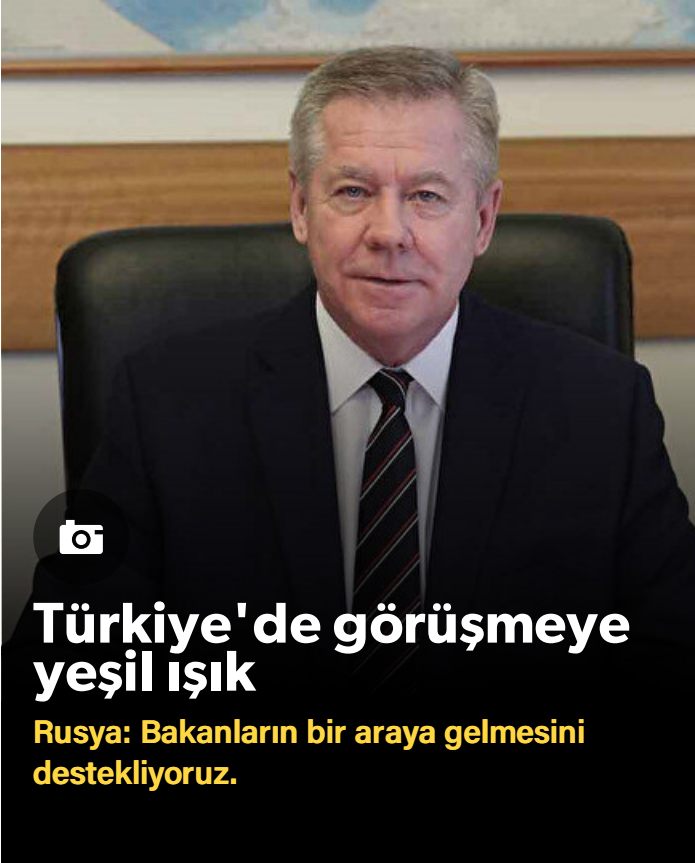 Türkiye'de görüşmeye
yeşil ışık
Rusya: Bakanların bir araya gelmesini
destekliyoruz.